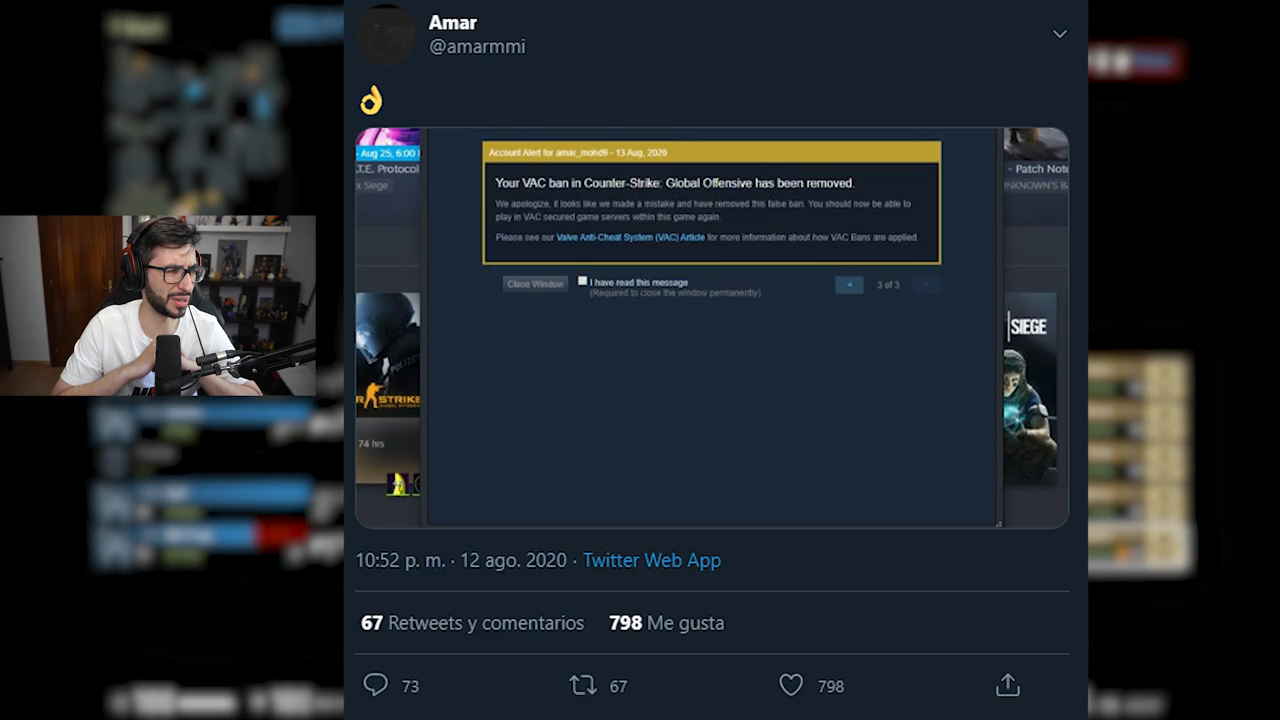 Amar
@amarmmi
👌
Account Alert for amar_mohd9 - 13 Aug, 2020
Your VAC ban in Counter-Strike: Global Offensive has been removed.
We apologize, it looks like we made a mistake and have removed this false ban. You should now be able to
play in VAC secured game servers within this game again.
Please see our Valve Anti-Cheat System (VAC) Article for more information about how VAC Bans are applied.
Close Window
I have read this message
(Required to close the window permanently)
<
3 of 3
- Aug 25, 6:00
.T.E. Protocol
x Siege
- Patch Note
NKNOWN'S B
R STRIKE
74 hrs
SIEGE
10:52 p. m. · 12 ago. 2020 · Twitter Web App
67 Retweets y comentarios 798 Me gusta
73 67 798